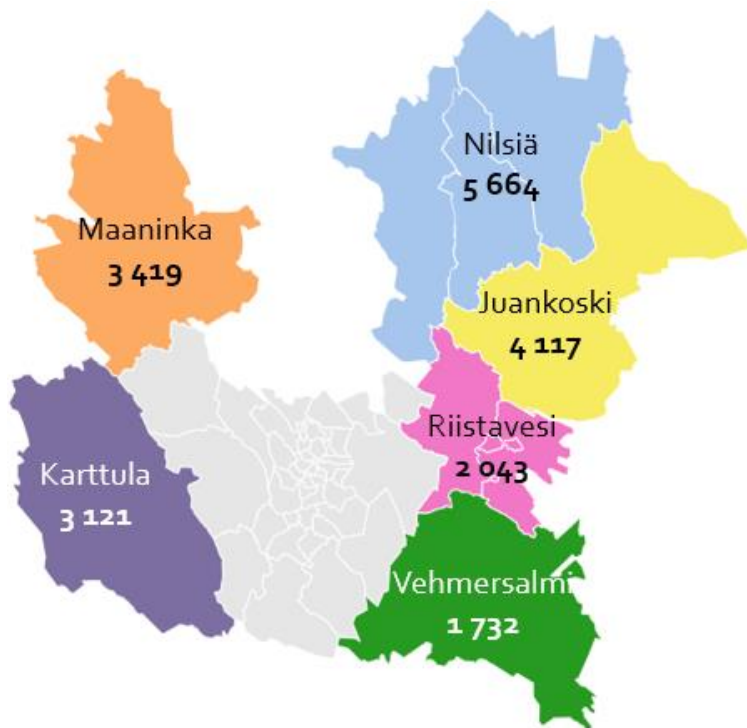 Nilsiä
5 664
Maaninka
3 419
Juankoski
4 117
Riistavesi
2 043
Karttula
3 121
Vehmersalmi
1 732